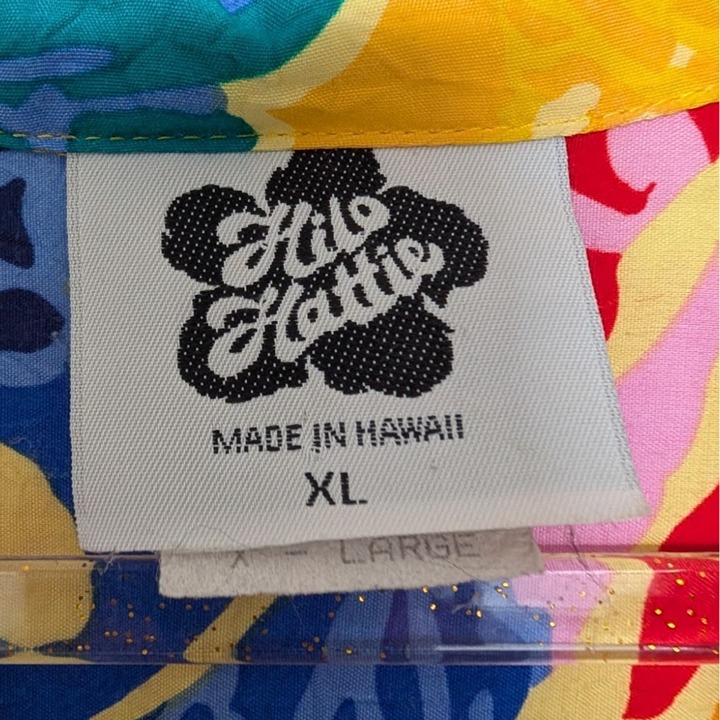 Hilo
Hattie
MADE IN HAWAII
XL
X - LARGE